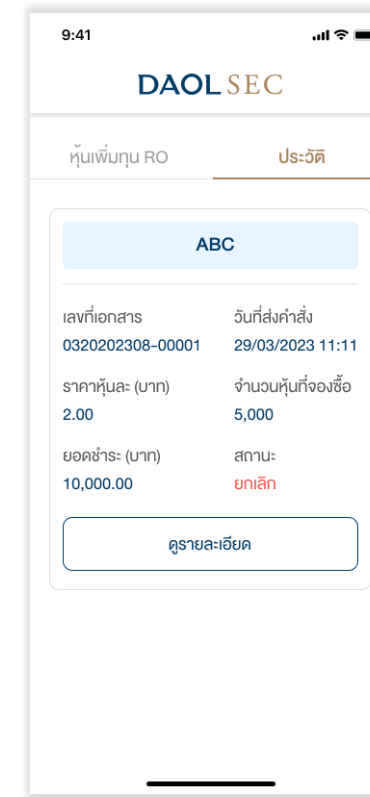 9:41
DAOL SEC
หุ้นเพิ่มทุน RO ประวัติ
ABC
เลขที่เอกสาร วันที่ส่งคำสั่ง
0320202308-00001 29/03/2023 11:11
ราคาหุ้นละ (บาท) จำนวนหุ้นที่จองซื้อ
2.00 5,000
ยอดชำระ (บาท) สถานะ
10,000.00 ยกเลิก
ดูรายละเอียด